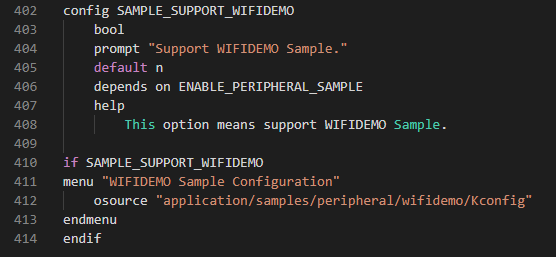 402 config SAMPLE_SUPPORT_WIFIDEMO
403 bool
404 prompt "Support WIFIDEMO Sample."
405 default n
406 depends on ENABLE_PERIPHERAL_SAMPLE
407 help
408 This option means support WIFIDEMO Sample.
409
410 if SAMPLE_SUPPORT_WIFIDEMO
411 menu "WIFIDEMO Sample Configuration"
412 osource "application/samples/peripheral/wifidemo/Kconfig"
413 endmenu
414 endif